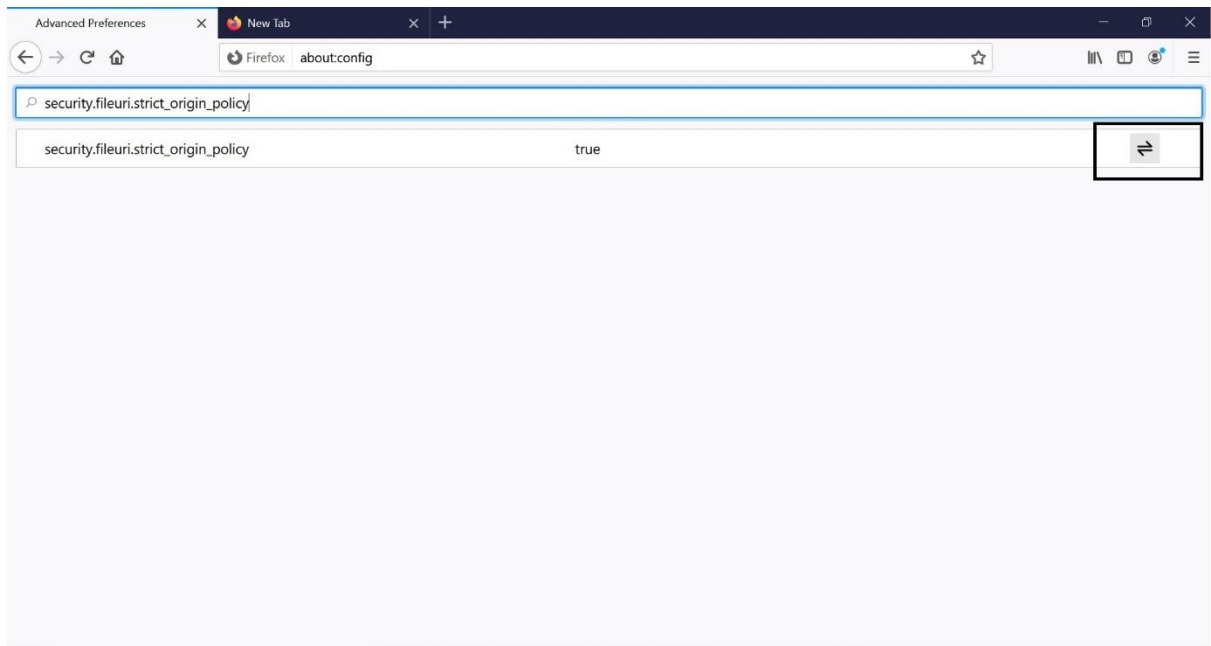 Advanced Preferences
New Tab
Firefox about:config
security.fileuri.strict_origin_policy
security.fileuri.strict_origin_policy true